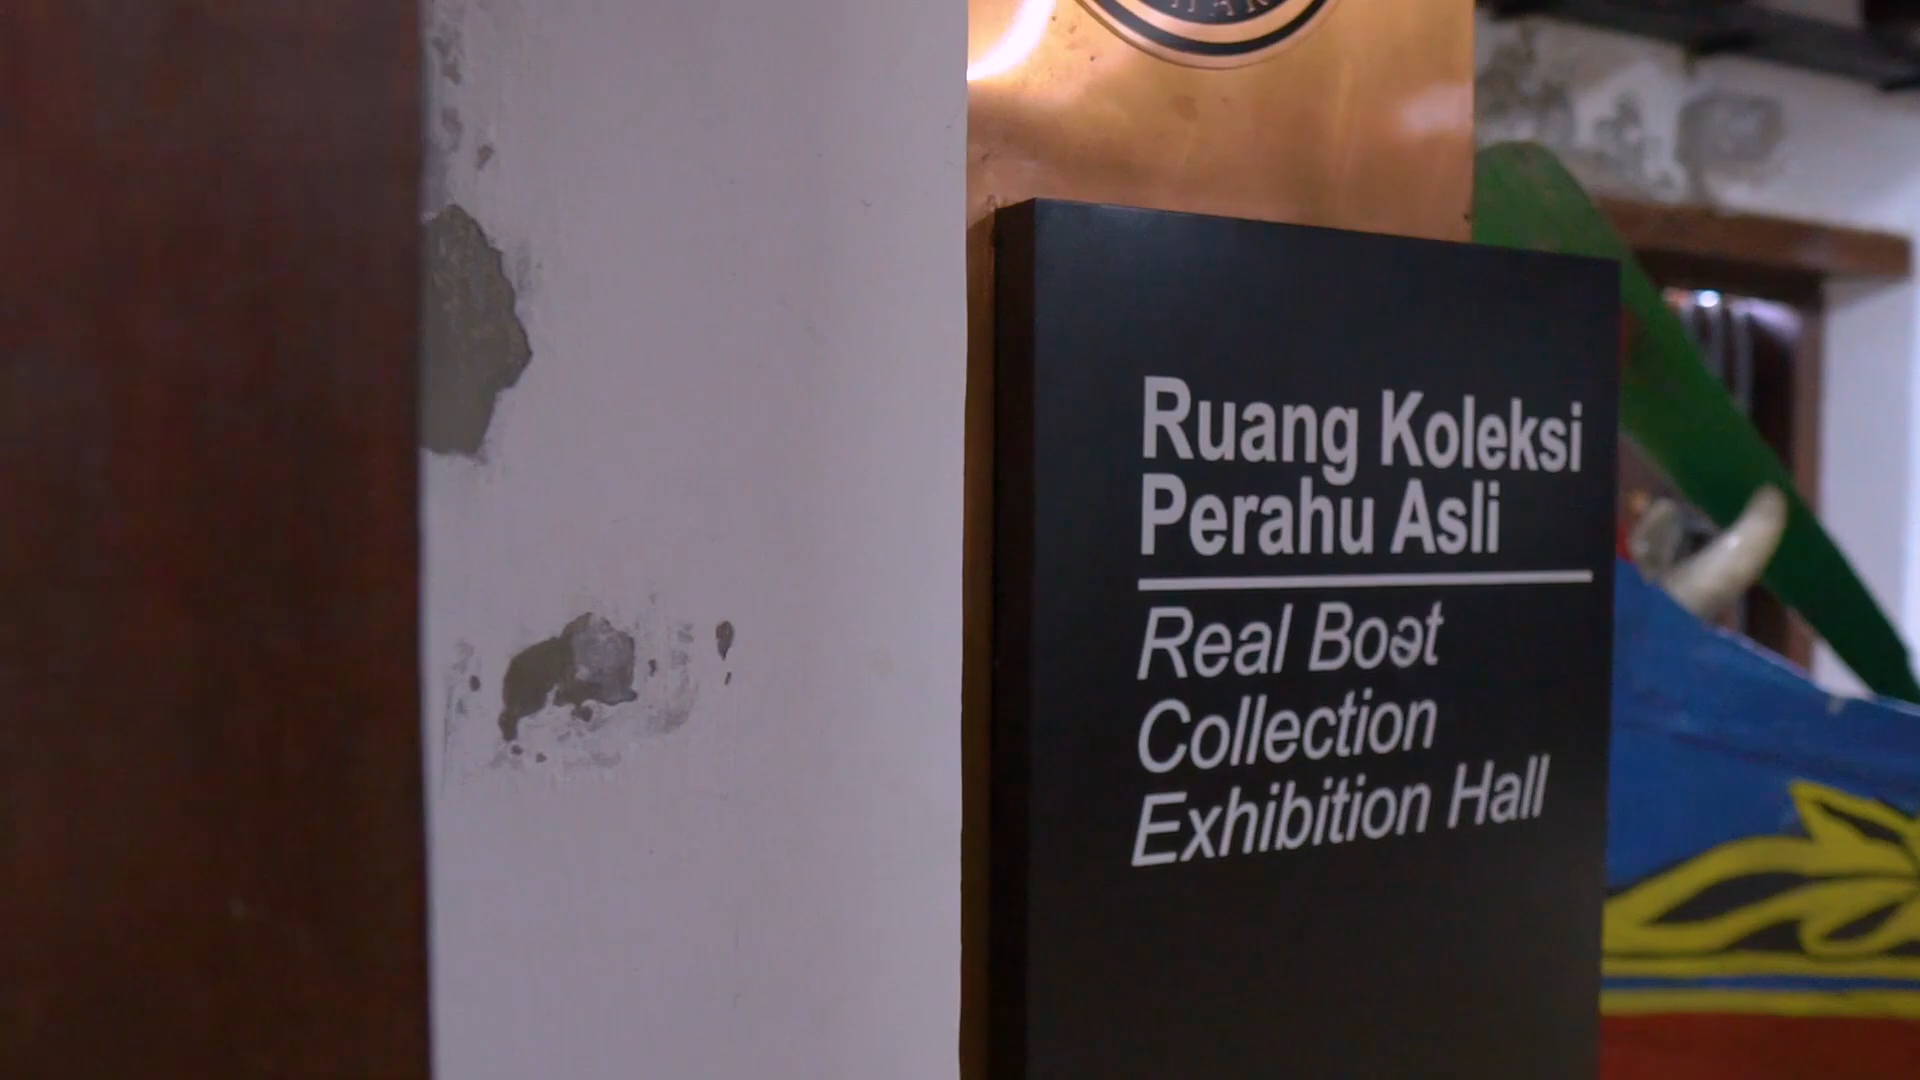 Ruang Koleksi
Perahu Asli
Real Boət
Collection
Exhibition Hall